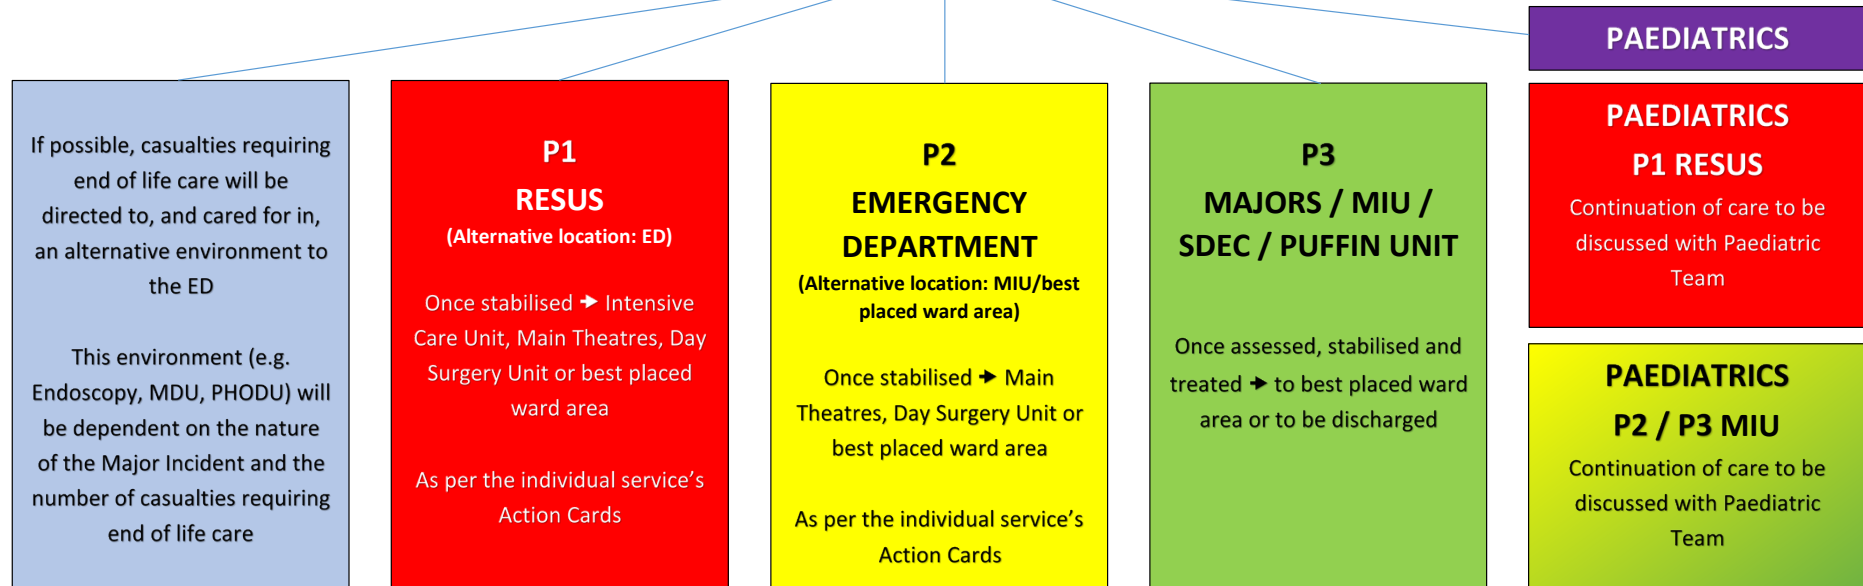 If possible, casualties requiring
end of life care will be
directed to, and cared for in,
an alternative environment to
the ED
This environment (e.g.
Endoscopy, MDU, PHODU) will
be dependent on the nature
of the Major Incident and the
number of casualties requiring
end of life care
P1
RESUS
(Alternative location: ED)
Once stabilised → Intensive
Care Unit, Main Theatres, Day
Surgery Unit or best placed
ward area
As per the individual service’s
Action Cards
P2
EMERGENCY
DEPARTMENT
(Alternative location: MIU/best
placed ward area)
Once stabilised → Main
Theatres, Day Surgery Unit or
best placed ward area
As per the individual service’s
Action Cards
P3
MAJORS / MIU /
SDEC / PUFFIN UNIT
Once assessed, stabilised and
treated → to best placed ward
area or to be discharged
PAEDIATRICS
PAEDIATRICS
P1 RESUS
Continuation of care to be
discussed with Paediatric
Team
PAEDIATRICS
P2 / P3 MIU
Continuation of care to be
discussed with Paediatric
Team